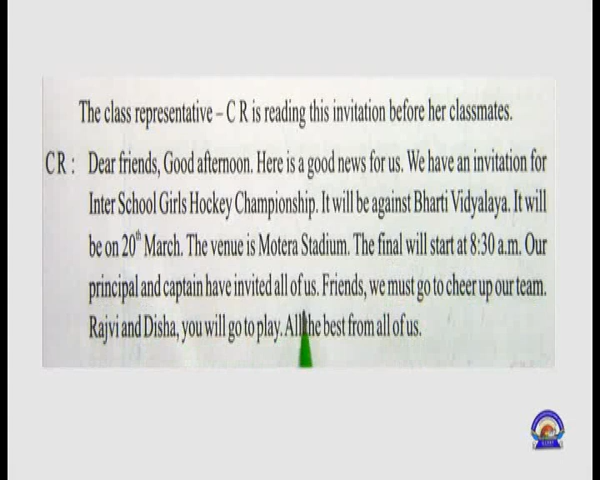 The class representative – C R is reading this invitation before her classmates.
CR : Dear friends, Good afternoon. Here is a good news for us. We have an invitation for
Inter School Girls Hockey Championship. It will be against Bharti Vidyalaya. It will
be on 20th March. The venue is Motera Stadium. The final will start at 8:30 a.m. Our
principal and captain have invited all of us. Friends, we must go to cheer up our team.
Rajvi and Disha, you will go to play. All the best from all of us.